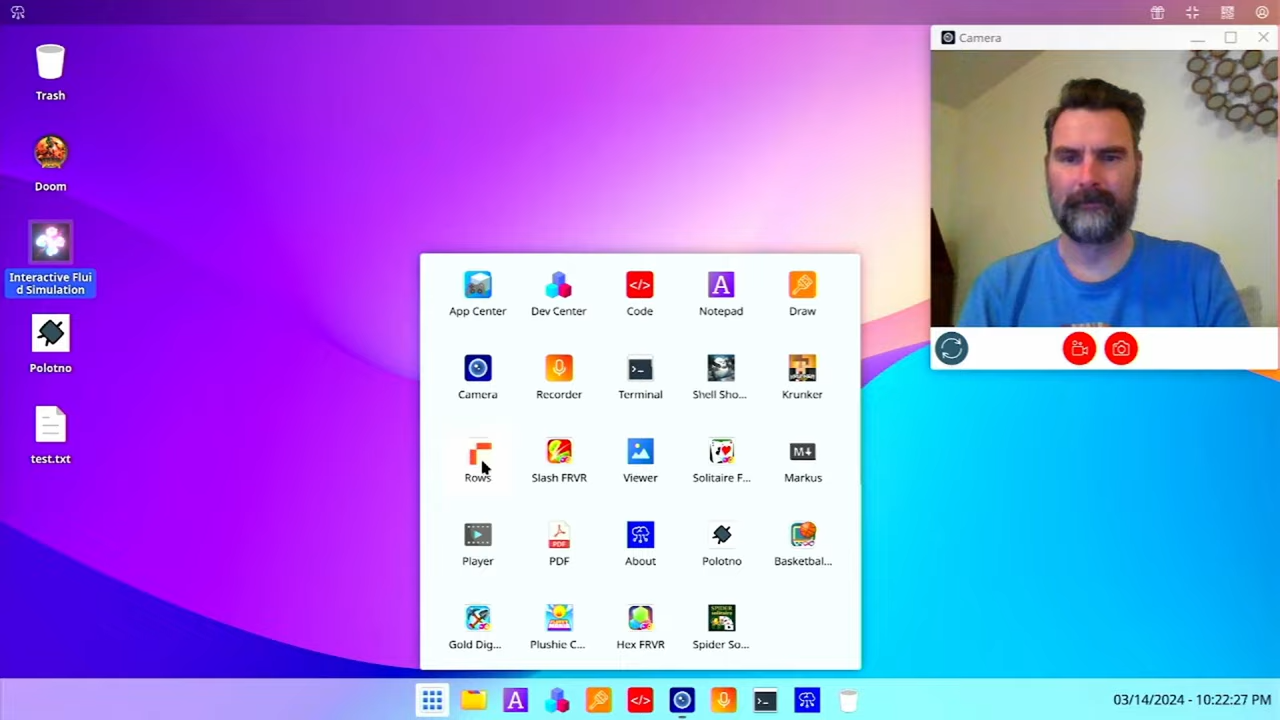 Camera
Trash
Doom
Interactive Flui
d Simulation
Polotno
test.txt
App Center
Dev Center
Code
Notepad
Draw
Camera
Recorder
Terminal
Shell Sho...
Krunker
Rows
Slash FRVR
Viewer
Solitaire F...
Markus
Player
PDF
About
Polotno
Basketbal...
Gold Dig...
Plushie C...
Hex FRVR
Spider So...
03/14/2024 - 10:22:27 PM